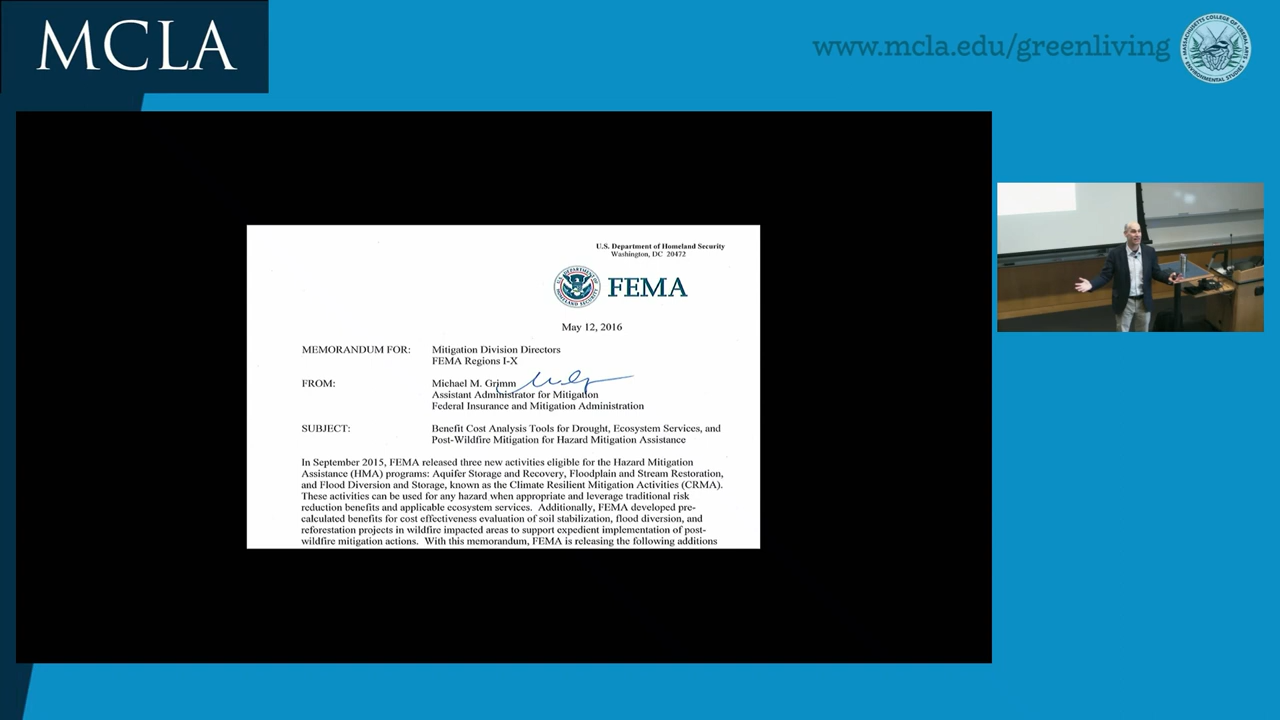 MCLA
www.mcla.edu/greenliving
MASSACHUSETTS COLLEGE OF LIBERAL ARTS
ENVIRONMENTAL STUDIES
U.S. Department of Homeland Security
Washington, DC 20472
FEMA
May 12, 2016
MEMORANDUM FOR: Mitigation Division Directors
FEMA Regions I-X
FROM: Michael M. Grimm
Assistant Administrator for Mitigation
Federal Insurance and Mitigation Administration
SUBJECT: Benefit Cost Analysis Tools for Drought, Ecosystem Services, and
Post-Wildfire Mitigation for Hazard Mitigation Assistance
In September 2015, FEMA released three new activities eligible for the Hazard Mitigation
Assistance (HMA) programs: Aquifer Storage and Recovery, Floodplain and Stream Restoration,
and Flood Diversion and Storage, known as the Climate Resilient Mitigation Activities (CRMA).
These activities can be used for any hazard when appropriate and leverage traditional risk
reduction benefits and applicable ecosystem services. Additionally, FEMA developed pre-
calculated benefits for cost effectiveness evaluation of soil stabilization, flood diversion, and
reforestation projects in wildfire impacted areas to support expedient implementation of post-
wildfire mitigation actions. With this memorandum, FEMA is releasing the following additions